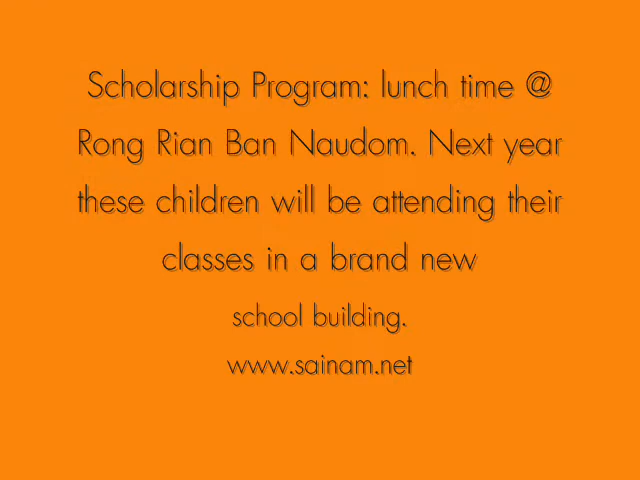 Scholarship Program: lunch time @
Rong Rian Ban Naudom. Next year
these children will be attending their
classes in a brand new
school building.
www.sainam.net